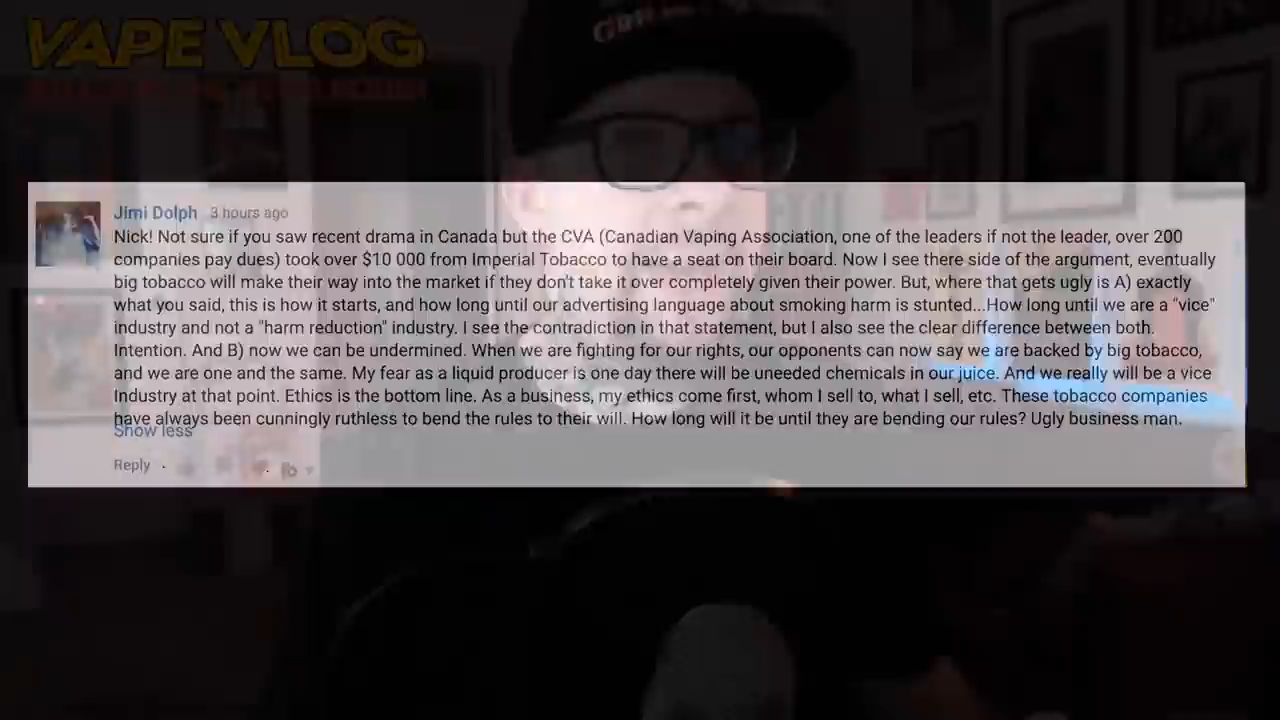 VAPE VLOG
Jimi Dolph 3 hours ago
Nick! Not sure if you saw recent drama in Canada but the CVA (Canadian Vaping Association, one of the leaders if not the leader, over 200
companies pay dues) took over $10 000 from Imperial Tobacco to have a seat on their board. Now I see there side of the argument, eventually
big tobacco will make their way into the market if they don't take it over completely given their power. But, where that gets ugly is A) exactly
what you said, this is how it starts, and how long until our advertising language about smoking harm is stunted...How long until we are a "vice"
industry and not a "harm reduction" industry. I see the contradiction in that statement, but I also see the clear difference between both.
Intention. And B) now we can be undermined. When we are fighting for our rights, our opponents can now say we are backed by big tobacco,
and we are one and the same. My fear as a liquid producer is one day there will be uneeded chemicals in our juice. And we really will be a vice
Industry at that point. Ethics is the bottom line. As a business, my ethics come first, whom I sell to, what I sell, etc. These tobacco companies
have always been cunningly ruthless to bend the rules to their will. How long will it be until they are bending our rules? Ugly business man.
Show less
Reply